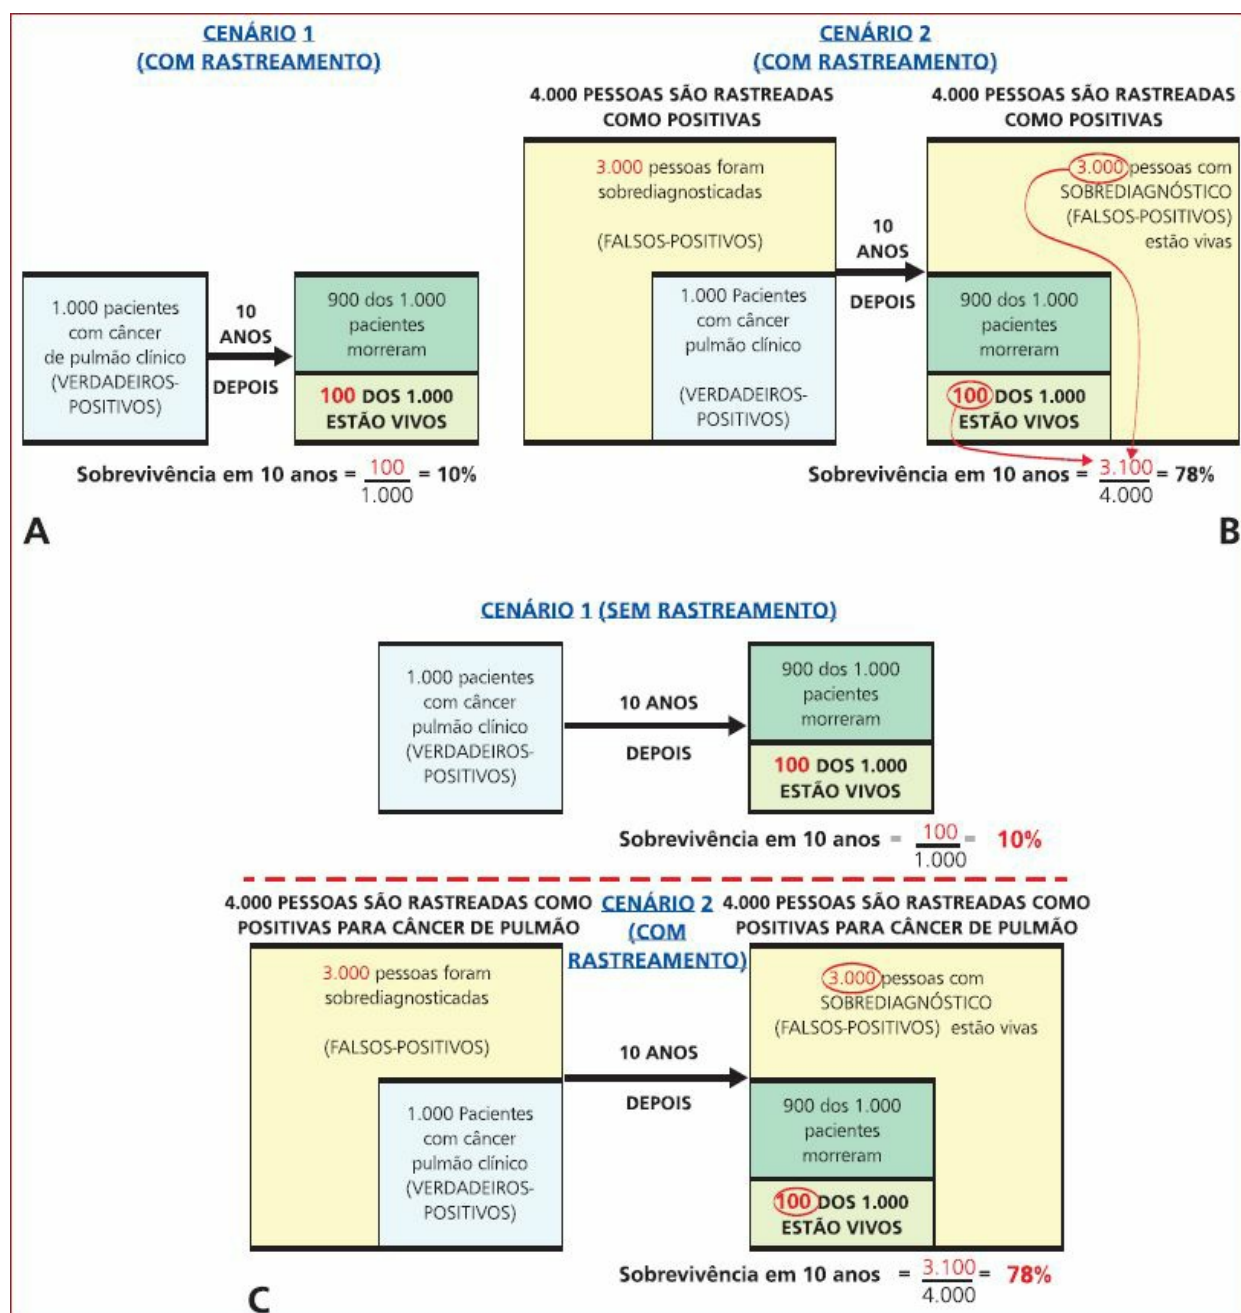 CENÁRIO 1
(COM RASTREAMENTO)
1.000 pacientes
com câncer
de pulmão clínico
(VERDADEIROS-
POSITIVOS)
10
ANOS
DEPOIS
900 dos 1.000
pacientes
morreram
100 DOS 1.000
ESTÃO VIVOS
Sobrevivência em 10 anos = 100 = 10%
1.000
A
CENÁRIO 2
(COM RASTREAMENTO)
4.000 PESSOAS SÃO RASTREADAS
COMO POSITIVAS
3.000 pessoas foram
sobrediagnosticadas
(FALSOS-POSITIVOS)
1.000 Pacientes
com câncer
pulmão clínico
(VERDADEIROS-
POSITIVOS)
10
ANOS
DEPOIS
4.000 PESSOAS SÃO RASTREADAS
COMO POSITIVAS
3.000 pessoas com
SOBREDIAGNÓSTICO
(FALSOS-POSITIVOS)
estão vivas
900 dos 1.000
pacientes
morreram
100 DOS 1.000
ESTÃO VIVOS
Sobrevivência em 10 anos = 3.100 = 78%
4.000
B
CENÁRIO 1 (SEM RASTREAMENTO)
1.000 pacientes
com câncer
pulmão clínico
(VERDADEIROS-
POSITIVOS)
10 ANOS
DEPOIS
900 dos 1.000
pacientes
morreram
100 DOS 1.000
ESTÃO VIVOS
Sobrevivência em 10 anos = 100 = 10%
1.000
CENÁRIO 2
(COM
RASTREAMENTO)
4.000 PESSOAS SÃO RASTREADAS COMO
POSITIVAS PARA CÂNCER DE PULMÃO
3.000 pessoas foram
sobrediagnosticadas
(FALSOS-POSITIVOS)
1.000 Pacientes
com câncer
pulmão clínico
(VERDADEIROS-
POSITIVOS)
10 ANOS
DEPOIS
4.000 PESSOAS SÃO RASTREADAS COMO
POSITIVAS PARA CÂNCER DE PULMÃO
3.000 pessoas com
SOBREDIAGNÓSTICO
(FALSOS-POSITIVOS) estão vivas
900 dos 1.000
pacientes
morreram
100 DOS 1.000
ESTÃO VIVOS
Sobrevivência em 10 anos = 3.100 = 78%
4.000
C